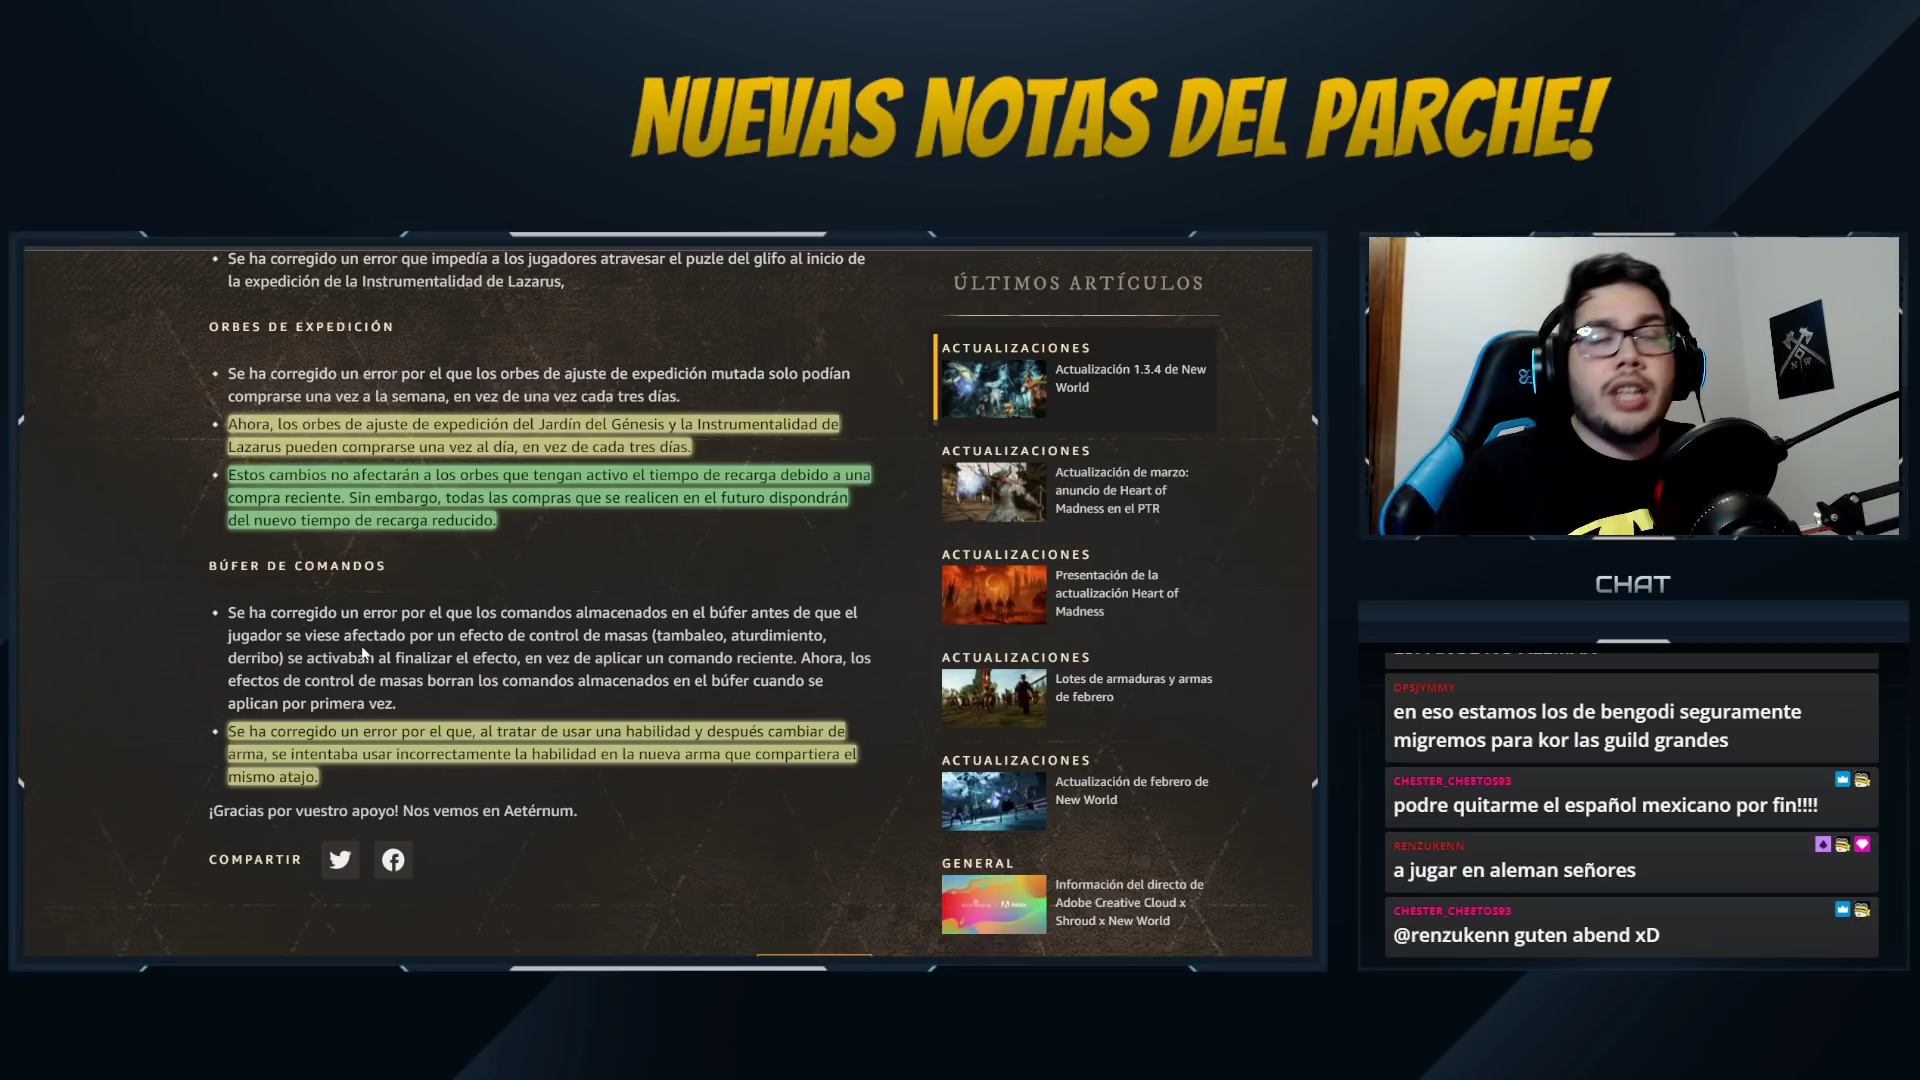 NUEVAS NOTAS DEL PARCHE!
• Se ha corregido un error que impedía a los jugadores atravesar el puzle del glifo al inicio de
la expedición de la Instrumentalidad de Lazarus,
ORBES DE EXPEDICIÓN
• Se ha corregido un error por el que los orbes de ajuste de expedición mutada solo podían
comprarse una vez a la semana, en vez de una vez cada tres días.
• Ahora, los orbes de ajuste de expedición del Jardín del Génesis y la Instrumentalidad de
Lazarus pueden comprarse una vez al día, en vez de cada tres días.
• Estos cambios no afectarán a los orbes que tengan activo el tiempo de recarga debido a una
compra reciente. Sin embargo, todas las compras que se realicen en el futuro dispondrán
del nuevo tiempo de recarga reducido.
BÚFER DE COMANDOS
• Se ha corregido un error por el que los comandos almacenados en el búfer antes de que el
jugador se viese afectado por un efecto de control de masas (tambaleo, aturdimiento,
derribo) se activaban al finalizar el efecto, en vez de aplicar un comando reciente. Ahora, los
efectos de control de masas borran los comandos almacenados en el búfer cuando se
aplican por primera vez.
• Se ha corregido un error por el que, al tratar de usar una habilidad y después cambiar de
arma, se intentaba usar incorrectamente la habilidad en la nueva arma que compartiera el
mismo atajo.
¡Gracias por vuestro apoyo! Nos vemos en Aetérnum.
COMPARTIR
ÚLTIMOS ARTÍCULOS
ACTUALIZACIONES
Actualización 1.3.4 de New
World
ACTUALIZACIONES
Actualización de marzo:
anuncio de Heart of
Madness en el PTR
ACTUALIZACIONES
Presentación de la
actualización Heart of
Madness
ACTUALIZACIONES
Lotes de armaduras y armas
de febrero
ACTUALIZACIONES
Actualización de febrero de
New World
GENERAL
Información del directo de
Adobe Creative Cloud x
Shroud x New World
CHAT
DPSJYMMY
en eso estamos los de bengodi seguramente
migremos para kor las guild grandes
CHESTER_CHEETOS93
podre quitarme el español mexicano por fin!!!!
RENZUKENN
a jugar en aleman señores
CHESTER_CHEETOS93
@renzukenn guten abend xD